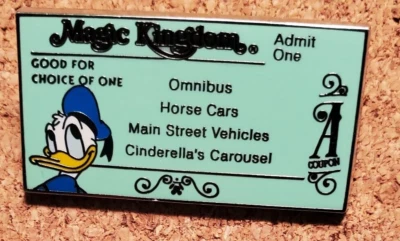 Magic Kingdom®
Admit
One
GOOD FOR
CHOICE OF ONE
Omnibus
Horse Cars
Main Street Vehicles
Cinderella's Carousel
A
COUPON